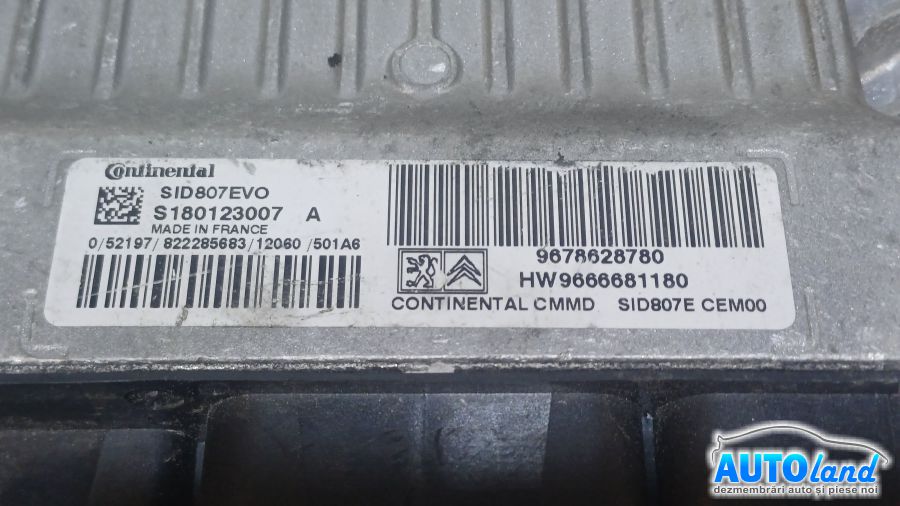 Continental
SID807EVO
S180123007 A
MADE IN FRANCE
0/52197/822285683/12060/501A6
9678628780
HW9666681180
CONTINENTAL CMMD SID807E CEM00
AUTOland
dezmembrări auto și piese noi